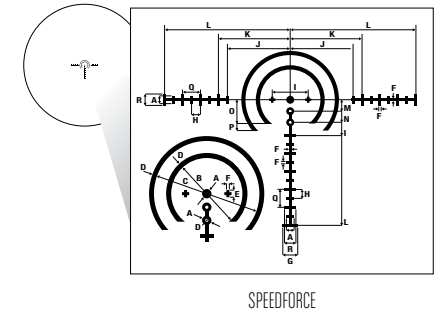 L L
K K
J J
I
Q F
R A
H F
O M
P N
I
D F
D F
C B A F
E
Q H
A
D
L
A
R
G
SPEEDFORCE